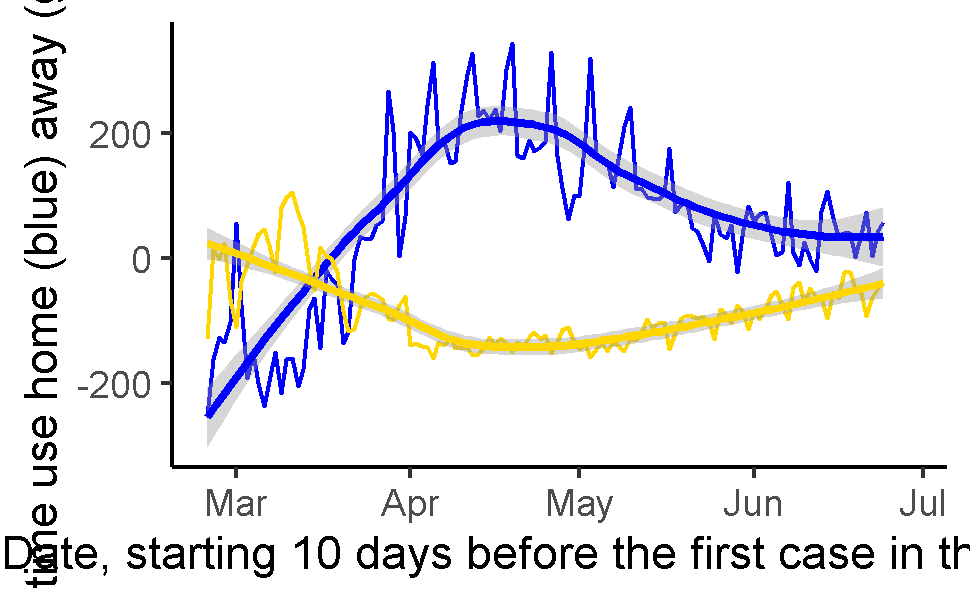 time use home (blue) away (
200
0
-200
Mar Apr May Jun Jul
Date, starting 10 days before the first case in th